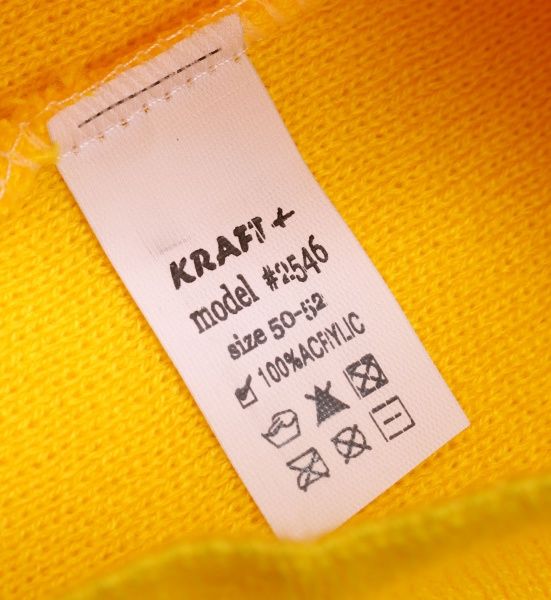 KRAFT+
model #2546
size 50-52
100%ACRYLIC